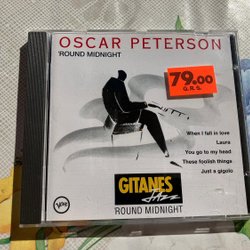 OSCAR PETERSON
'ROUND MIDNIGHT
79.00
G.R.S.
When I fall in love
Laura
You go to my head
These foolish things
Just a gigolo
GITANES
Jazz
ROUND MIDNIGHT
Verve